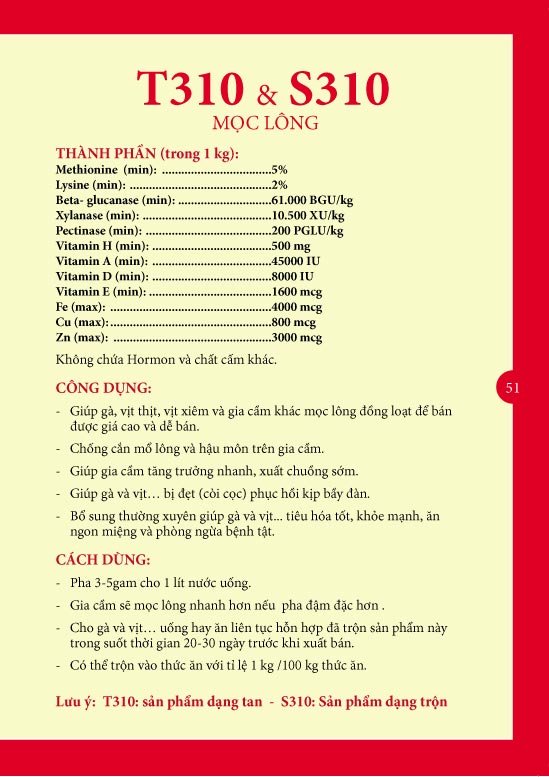 T310 & S310
MỌC LÔNG
THÀNH PHẦN (trong 1 kg):
Methionine (min): ..................................5%
Lysine (min): ............................................2%
Beta- glucanase (min): .............................61.000 BGU/kg
Xylanase (min): ........................................10.500 XU/kg
Pectinase (min): .......................................200 PGLU/kg
Vitamin H (min): .....................................500 mg
Vitamin A (min): .....................................45000 IU
Vitamin D (min): .....................................8000 IU
Vitamin E (min): ......................................1600 mcg
Fe (max): ..................................................4000 mcg
Cu (max):..................................................800 mcg
Zn (max): .................................................3000 mcg
Không chứa Hormon và chất cấm khác.
CÔNG DỤNG:
- Giúp gà, vịt thịt, vịt xiêm và gia cầm khác mọc lông đồng loạt để bán
được giá cao và dễ bán.
- Chống cắn mổ lông và hậu môn trên gia cầm.
- Giúp gia cầm tăng trưởng nhanh, xuất chuồng sớm.
- Giúp gà và vịt… bị đẹt (còi cọc) phục hồi kịp bầy đàn.
- Bổ sung thường xuyên giúp gà và vịt... tiêu hóa tốt, khỏe mạnh, ăn
ngon miệng và phòng ngừa bệnh tật.
51
CÁCH DÙNG:
- Pha 3-5gam cho 1 lít nước uống.
- Gia cầm sẽ mọc lông nhanh hơn nếu pha đậm đặc hơn .
- Cho gà và vịt… uống hay ăn liên tục hỗn hợp đã trộn sản phẩm này
trong suốt thời gian 20-30 ngày trước khi xuất bán.
- Có thể trộn vào thức ăn với tỉ lệ 1 kg /100 kg thức ăn.
Lưu ý: T310: sản phẩm dạng tan - S310: Sản phẩm dạng trộn